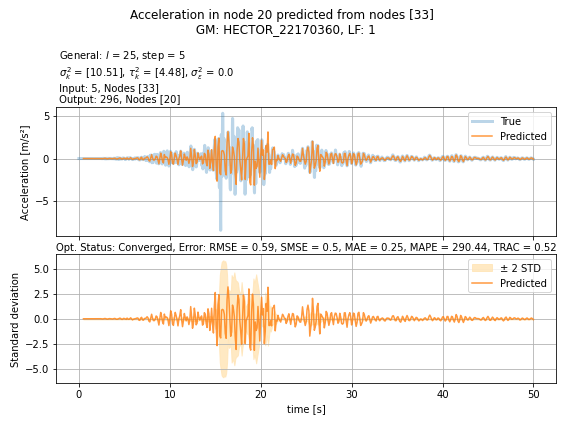 Acceleration in node 20 predicted from nodes [33]
GM: HECTOR_22170360, LF: 1
General: l = 25, step = 5
σ²ₖ = [10.51], τ²ₖ = [4.48], σ²ε = 0.0
Input: 5, Nodes [33]
Output: 296, Nodes [20]
True
Predicted
Acceleration [m/s²]
0
−5
5
Opt. Status: Converged, Error: RMSE = 0.59, SMSE = 0.5, MAE = 0.25, MAPE = 290.44, TRAC = 0.52
± 2 STD
Predicted
Standard deviation
5.0
2.5
0.0
−2.5
−5.0
0 10 20 30 40 50
time [s]